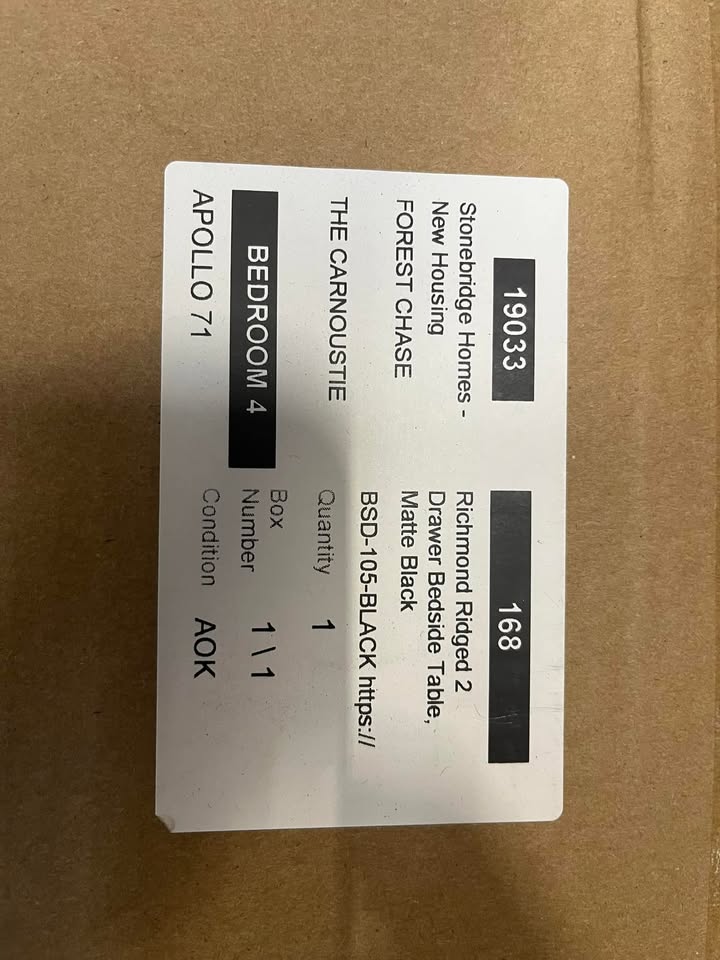 19033
Stonebridge Homes -
New Housing
FOREST CHASE
THE CARNOUSTIE
BEDROOM 4
APOLLO 71
168
Richmond Ridged 2
Drawer Bedside Table,
Matte Black
BSD-105-BLACK https://
Quantity 1
Box
Number 1 \ 1
Condition AOK